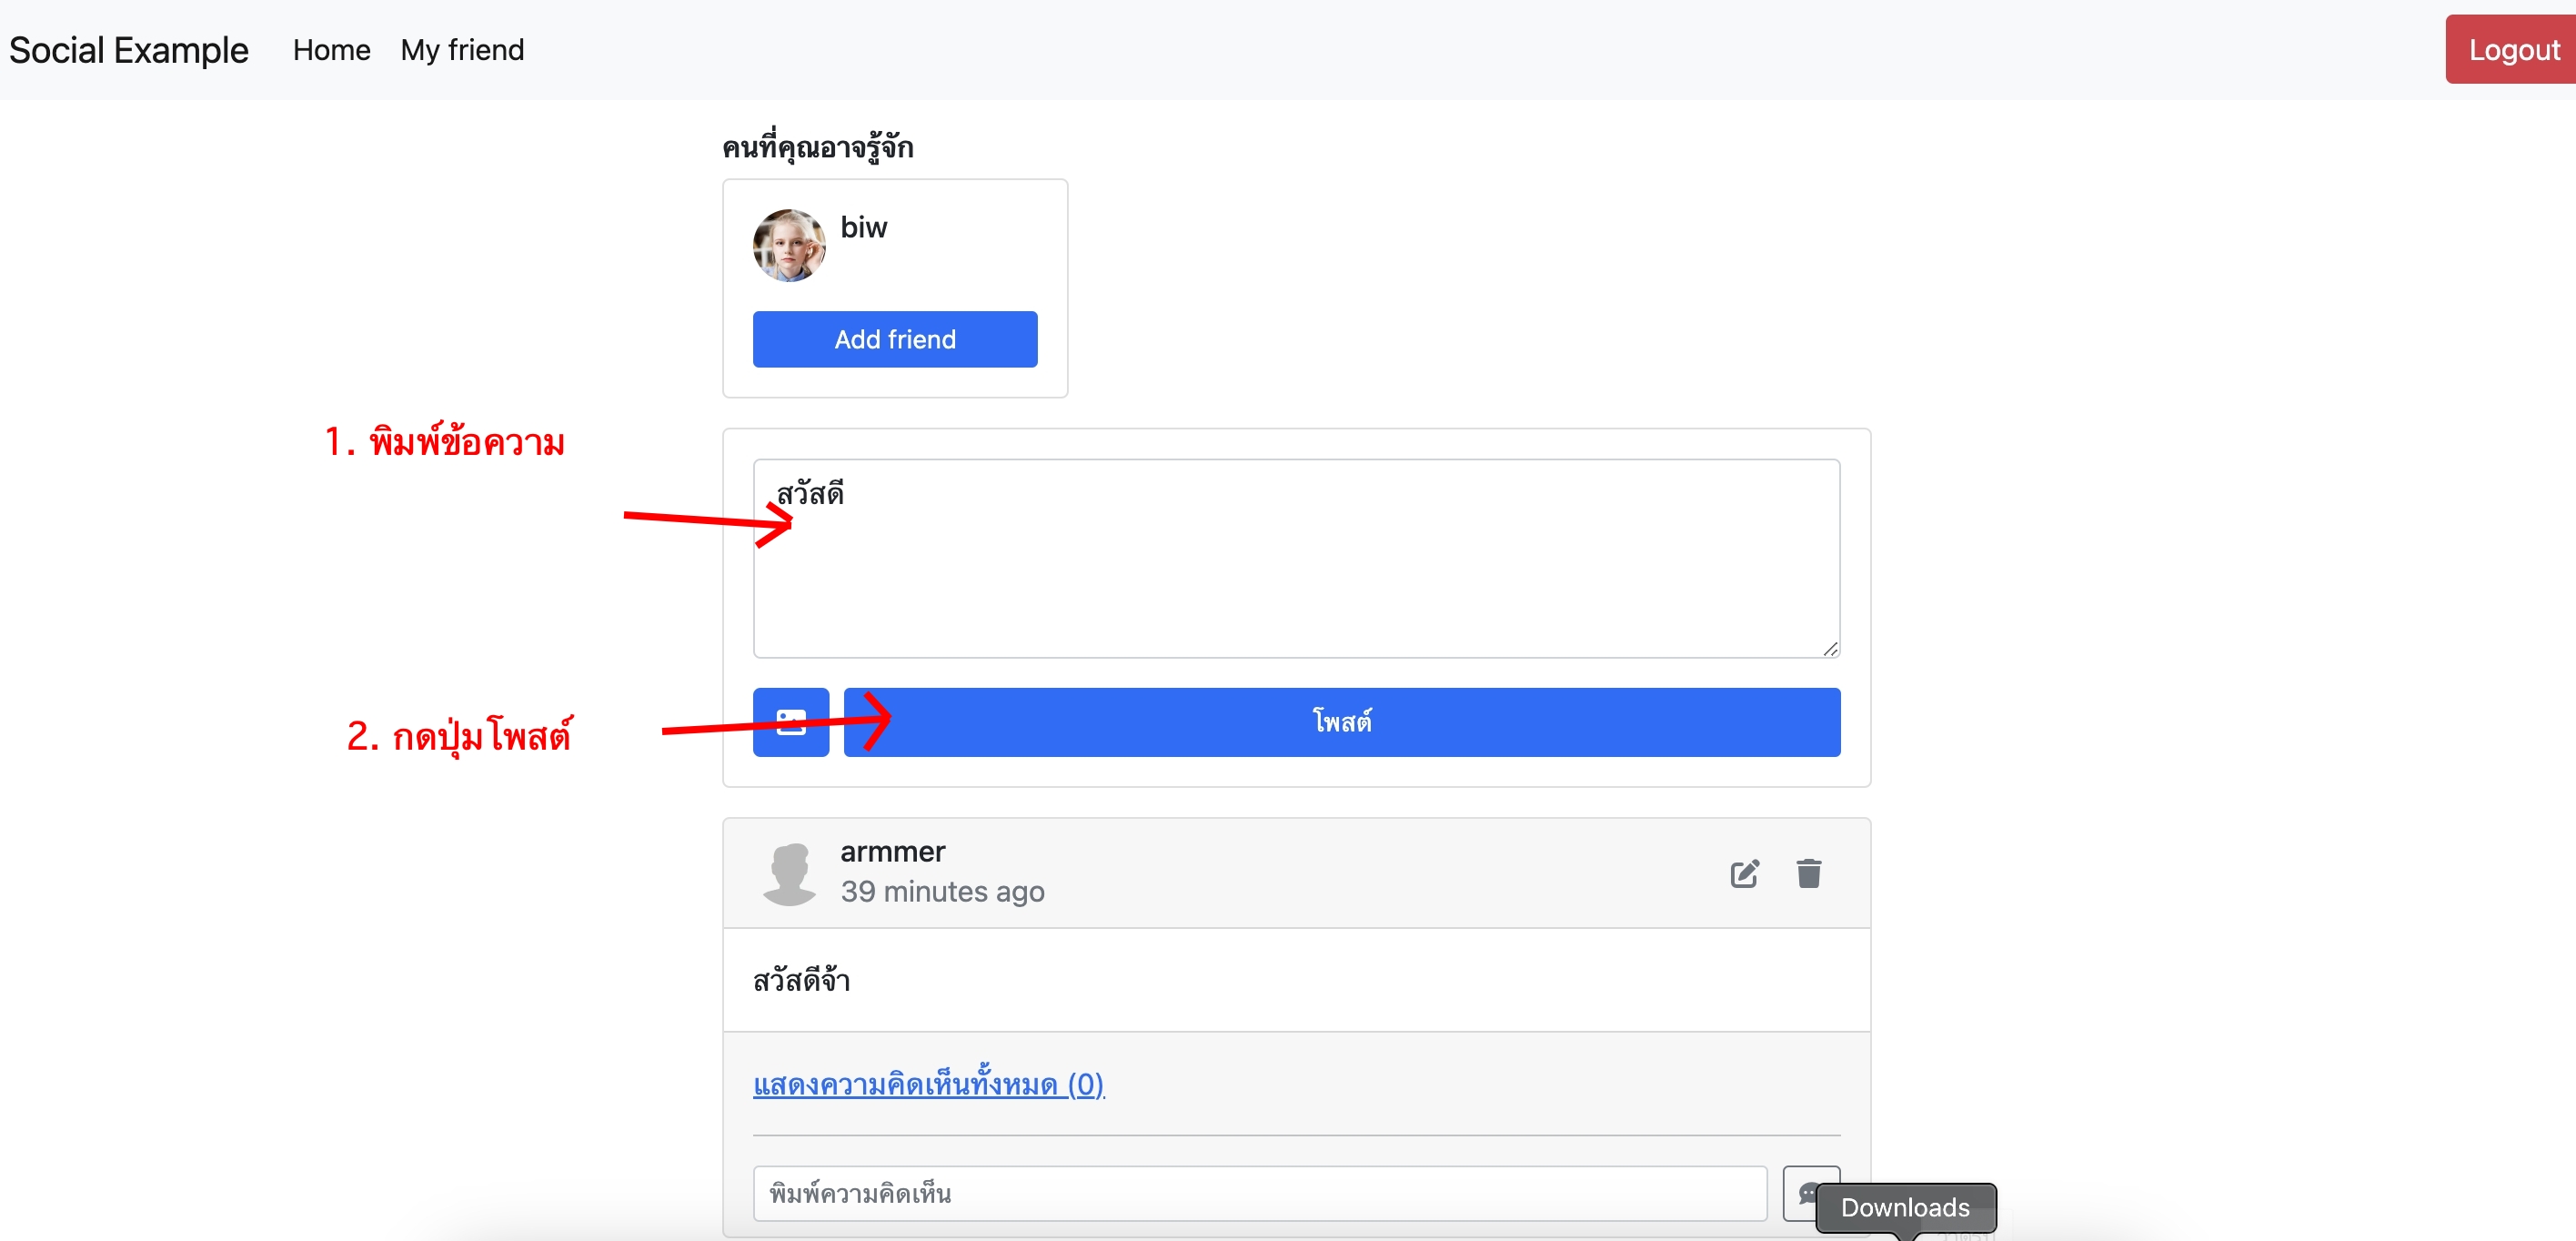 Social Example Home My friend Logout
คนที่คุณอาจรู้จัก
biw
Add friend
1. พิมพ์ข้อความ
สวัสดี
2. กดปุ่มโพสต์
โพสต์
armmer
39 minutes ago
สวัสดีจ้า
แสดงความคิดเห็นทั้งหมด (0)
พิมพ์ความคิดเห็น
Downloads